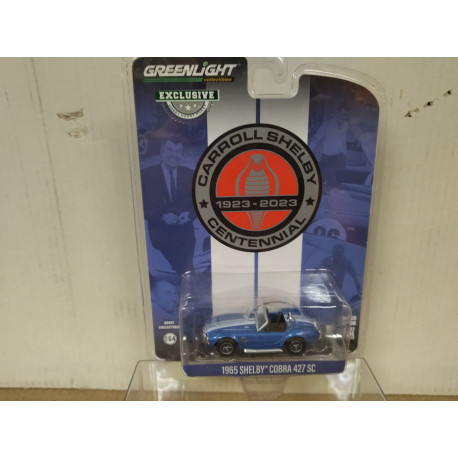 GREENLIGHT
collectibles
EXCLUSIVE
CARROLL SHELBY
1923-2023
CENTENNIAL
1:64
1965 SHELBY® COBRA 427 SC